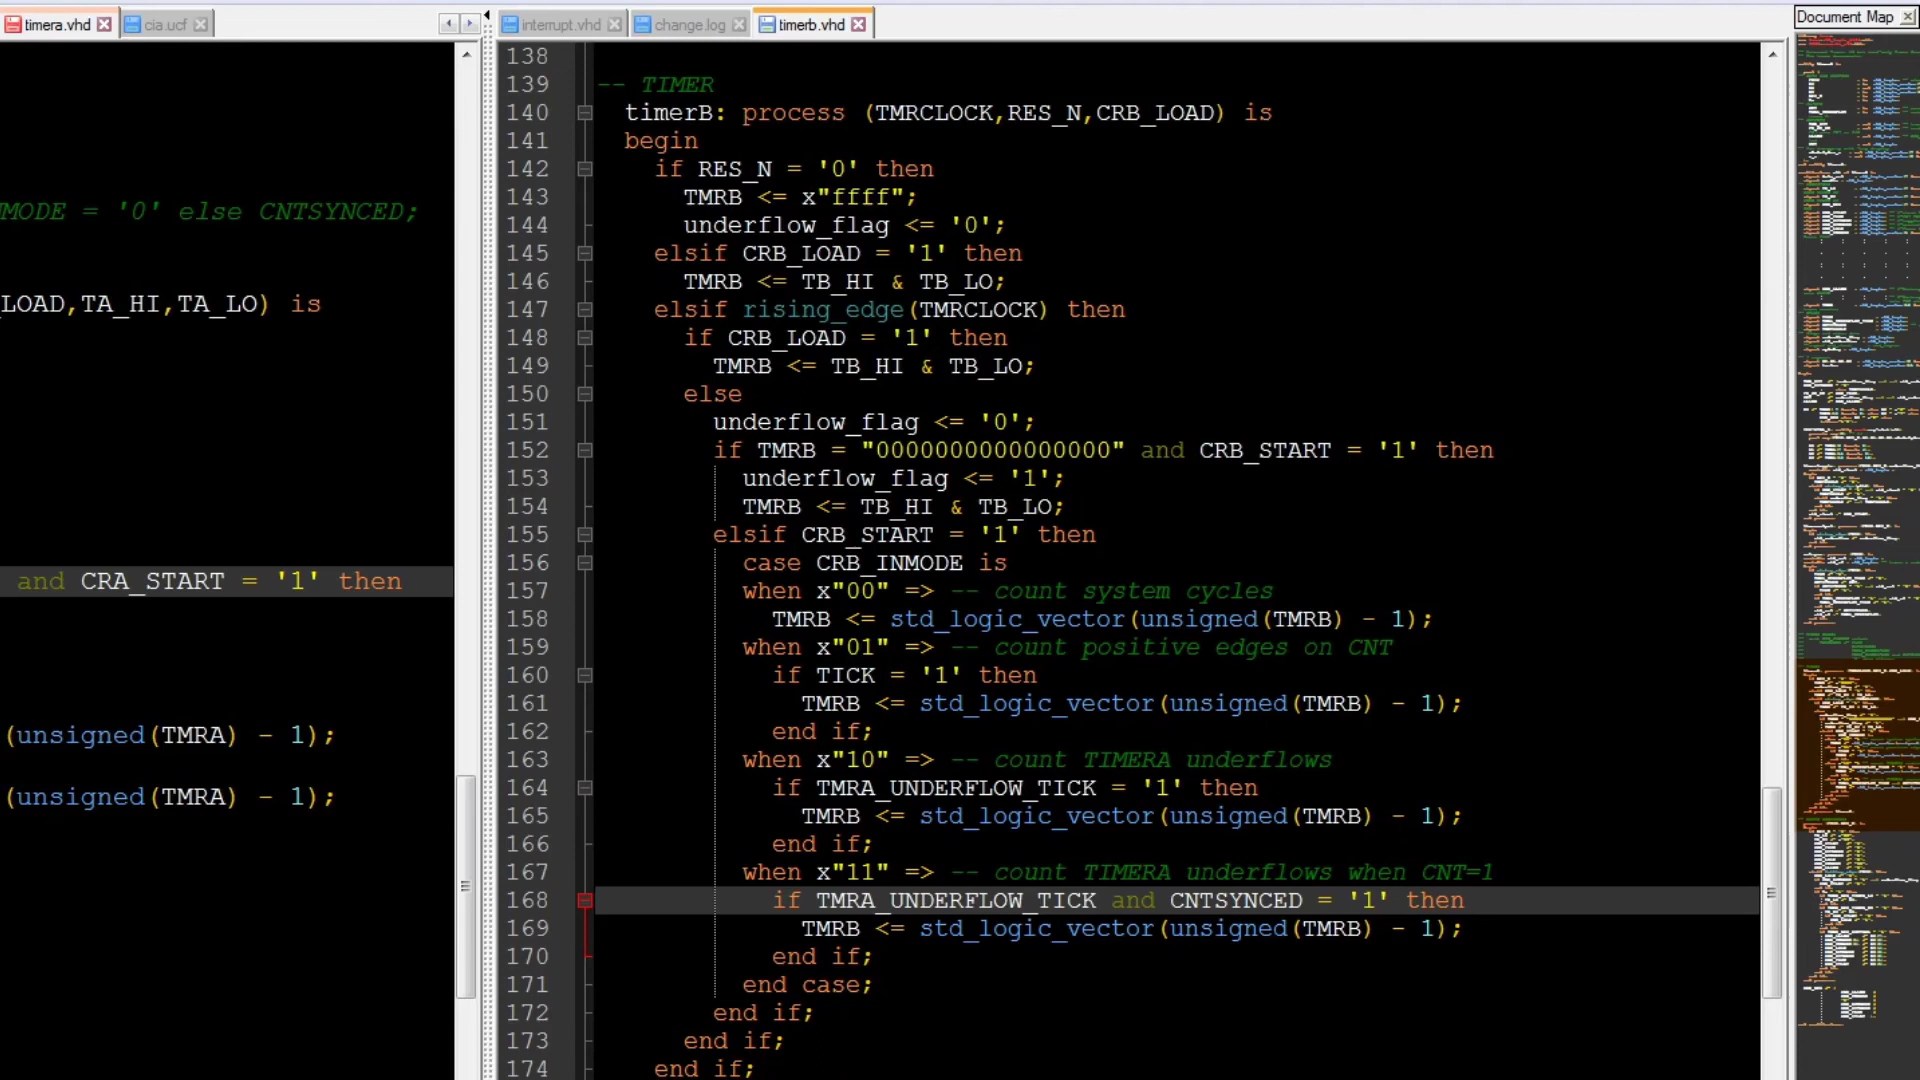 timera.vhd
cia.ucf
interrupt.vhd
change.log
timerb.vhd
Document Map
MODE = '0' else CNTSYNCED;
_LOAD,TA_HI,TA_LO) is
and CRA_START = '1' then
(unsigned(TMRA) - 1);
(unsigned(TMRA) - 1);
138
139 -- TIMER
140 timerB: process (TMRCLOCK,RES_N,CRB_LOAD) is
141 begin
142 if RES_N = '0' then
143 TMRB <= x"ffff";
144 underflow_flag <= '0';
145 elsif CRB_LOAD = '1' then
146 TMRB <= TB_HI & TB_LO;
147 elsif rising_edge(TMRCLOCK) then
148 if CRB_LOAD = '1' then
149 TMRB <= TB_HI & TB_LO;
150 else
151 underflow_flag <= '0';
152 if TMRB = "0000000000000000" and CRB_START = '1' then
153 underflow_flag <= '1';
154 TMRB <= TB_HI & TB_LO;
155 elsif CRB_START = '1' then
156 case CRB_INMODE is
157 when x"00" => -- count system cycles
158 TMRB <= std_logic_vector(unsigned(TMRB) - 1);
159 when x"01" => -- count positive edges on CNT
160 if TICK = '1' then
161 TMRB <= std_logic_vector(unsigned(TMRB) - 1);
162 end if;
163 when x"10" => -- count TIMERA underflows
164 if TMRA_UNDERFLOW_TICK = '1' then
165 TMRB <= std_logic_vector(unsigned(TMRB) - 1);
166 end if;
167 when x"11" => -- count TIMERA underflows when CNT=1
168 if TMRA_UNDERFLOW_TICK and CNTSYNCED = '1' then
169 TMRB <= std_logic_vector(unsigned(TMRB) - 1);
170 end if;
171 end case;
172 end if;
173 end if;
174 end if;